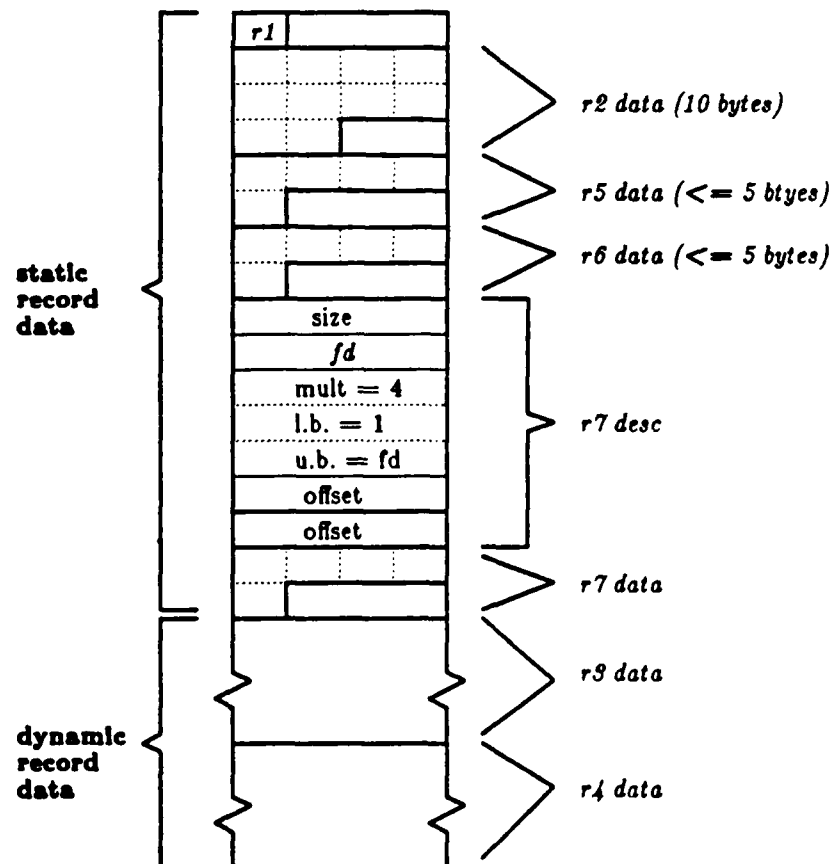 r1
r2 data (10 bytes)
r5 data (<= 5 btyes)
r6 data (<= 5 bytes)
static
record
data
size
fd
mult = 4
l.b. = 1
u.b. = fd
offset
offset
r7 desc
r7 data
r3 data
dynamic
record
data
r4 data